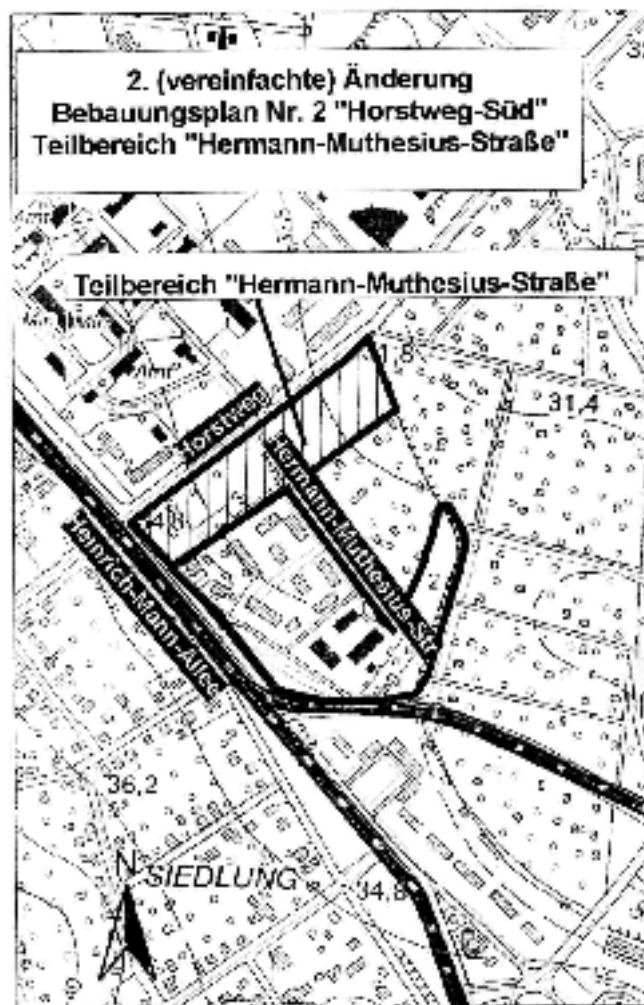 2. (vereinfachte) Änderung
Bebauungsplan Nr. 2 "Horstweg-Süd"
Teilbereich "Hermann-Muthesius-Straße"
Teilbereich "Hermann-Muthesius-Straße"
Amt
Horstweg
31,4
Hermann-Muthesius-Str.
Heinrich-Mann-Allee
36,2
N
SIEDLUNG
34,8